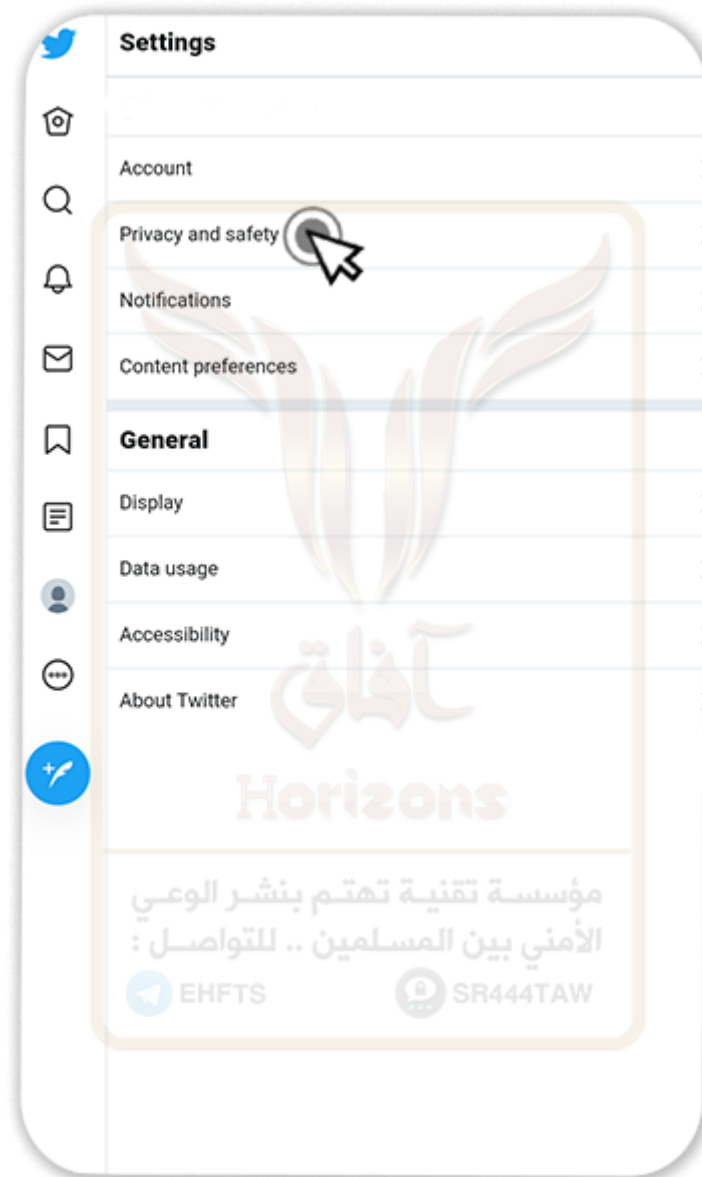 Settings
Account
Privacy and safety
Notifications
Content preferences
General
Display
Data usage
Accessibility
About Twitter
آفاق
Horizons
مؤسسة تقنية تهتم بنشر الوعي
الأمني بين المسلمين .. للتواصل :
EHFTS SR444TAW